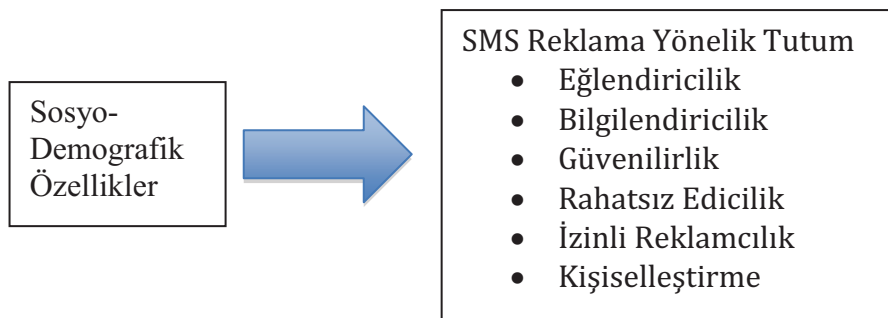 Sosyo-
Demografik
Özellikler
SMS Reklama Yönelik Tutum
• Eğlendiricilik
• Bilgilendiricilik
• Güvenilirlik
• Rahatsız Edicilik
• İzinli Reklamcılık
• Kişiselleştirme